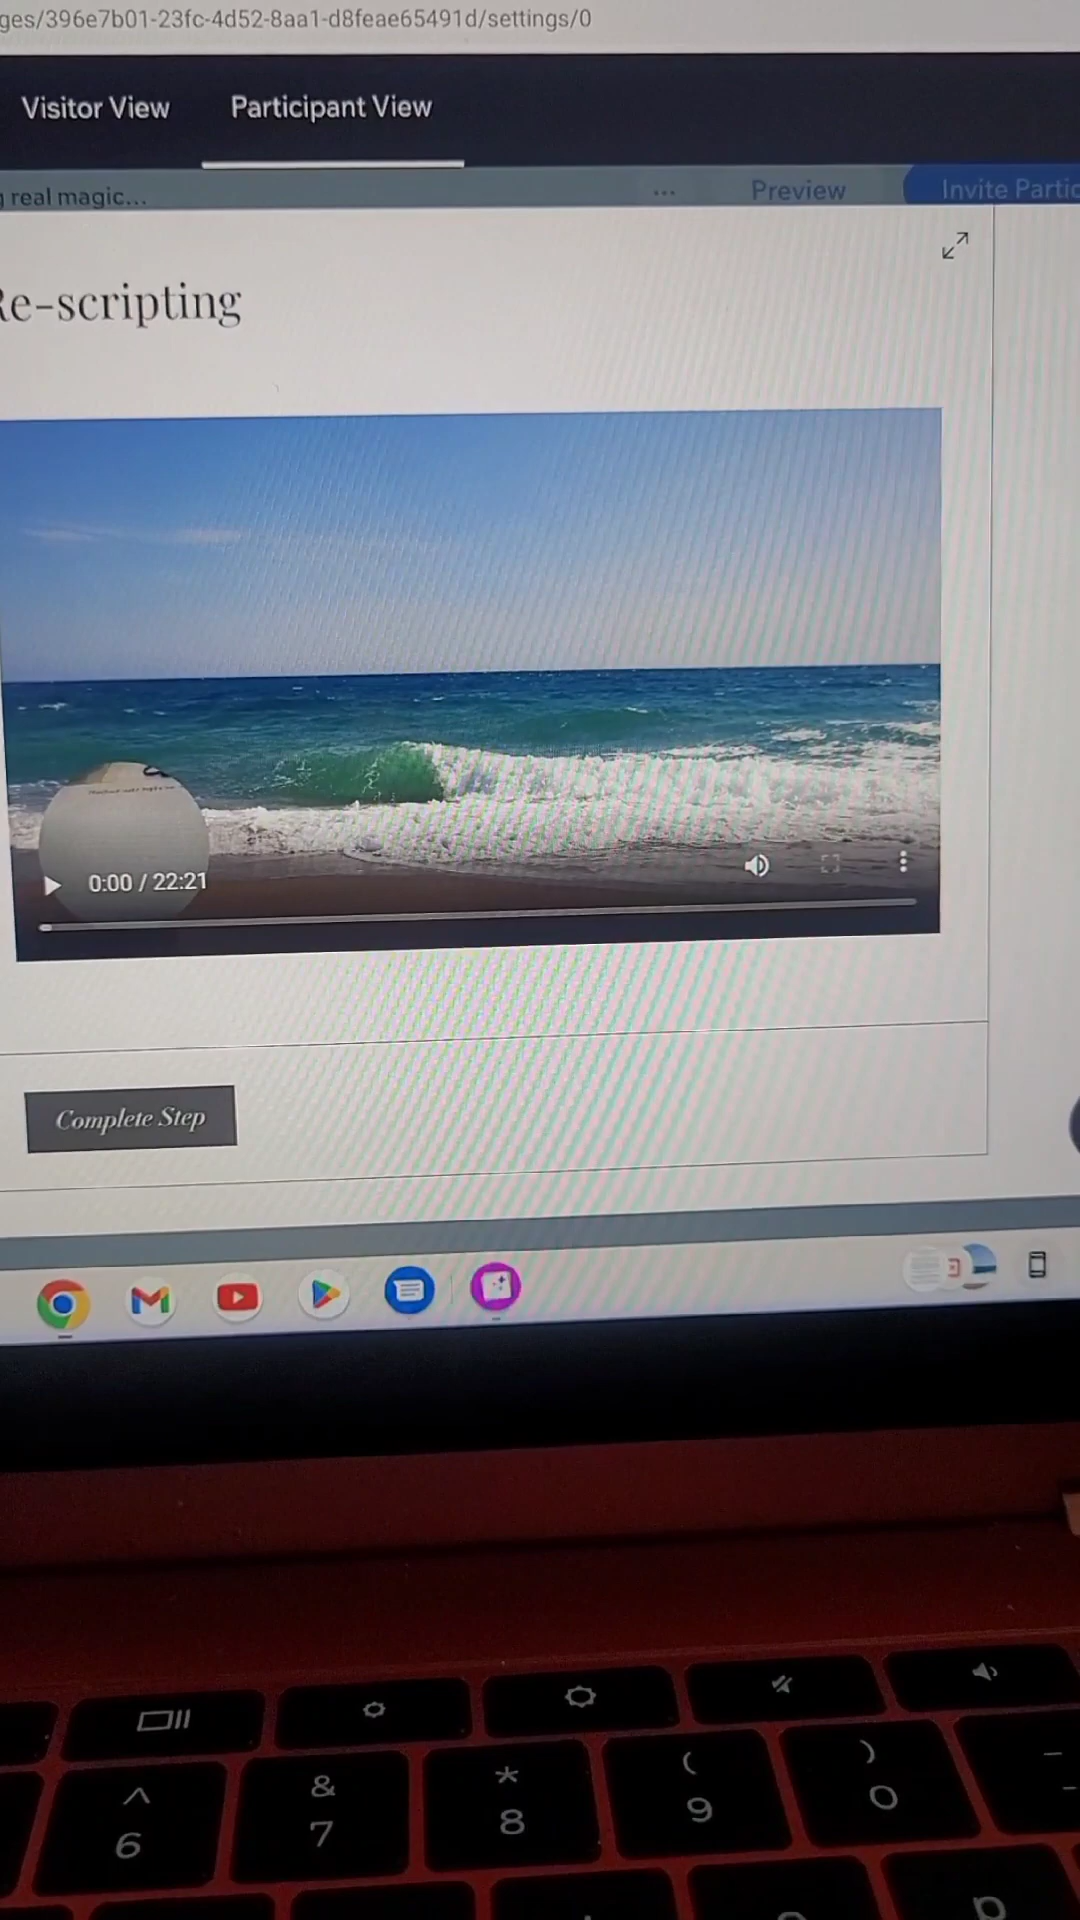 ges/396e7b01-23fc-4d52-8aa1-d8feae65491d/settings/0
Visitor View Participant View
real magic... ... Preview Invite Partic
Re-scripting
0:00 / 22:21
Complete Step
^ & * ( ) –
6 7 8 9 0 -